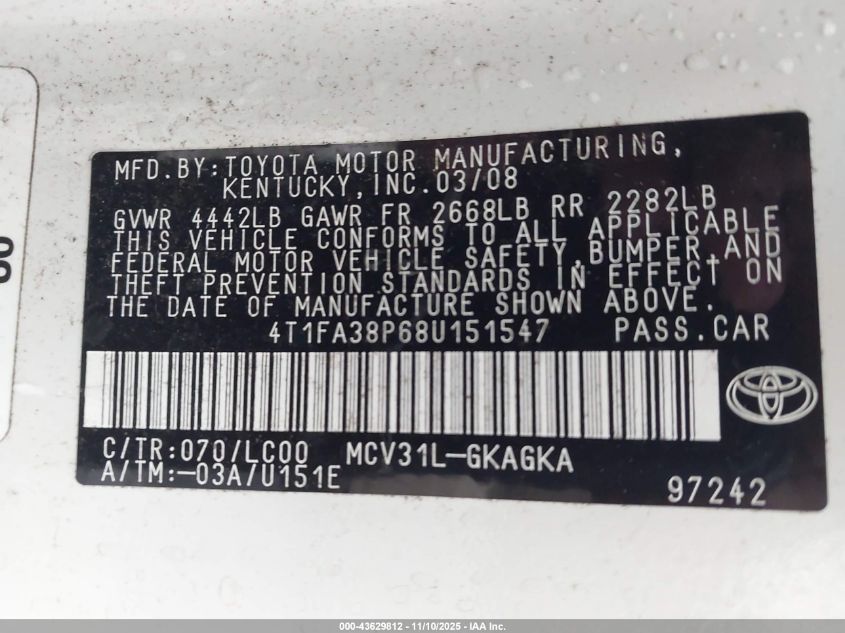 MFD.BY:TOYOTA MOTOR MANUFACTURING,
KENTUCKY,INC.03/08
GVWR 4442LB GAWR FR 2668LB RR 2282LB
THIS VEHICLE CONFORMS TO ALL APPLICABLE
FEDERAL MOTOR VEHICLE SAFETY,BUMPER,AND
THEFT PREVENTION STANDARDS IN EFFECT ON
THE DATE OF MANUFACTURE SHOWN ABOVE.
4T1FA38P68U151547 PASS.CAR
C/TR:070/LC00 MCV31L-GKAGKA
A/TM:-03A/U151E
97242
000-43629812 - 11/10/2025 - IAA Inc.